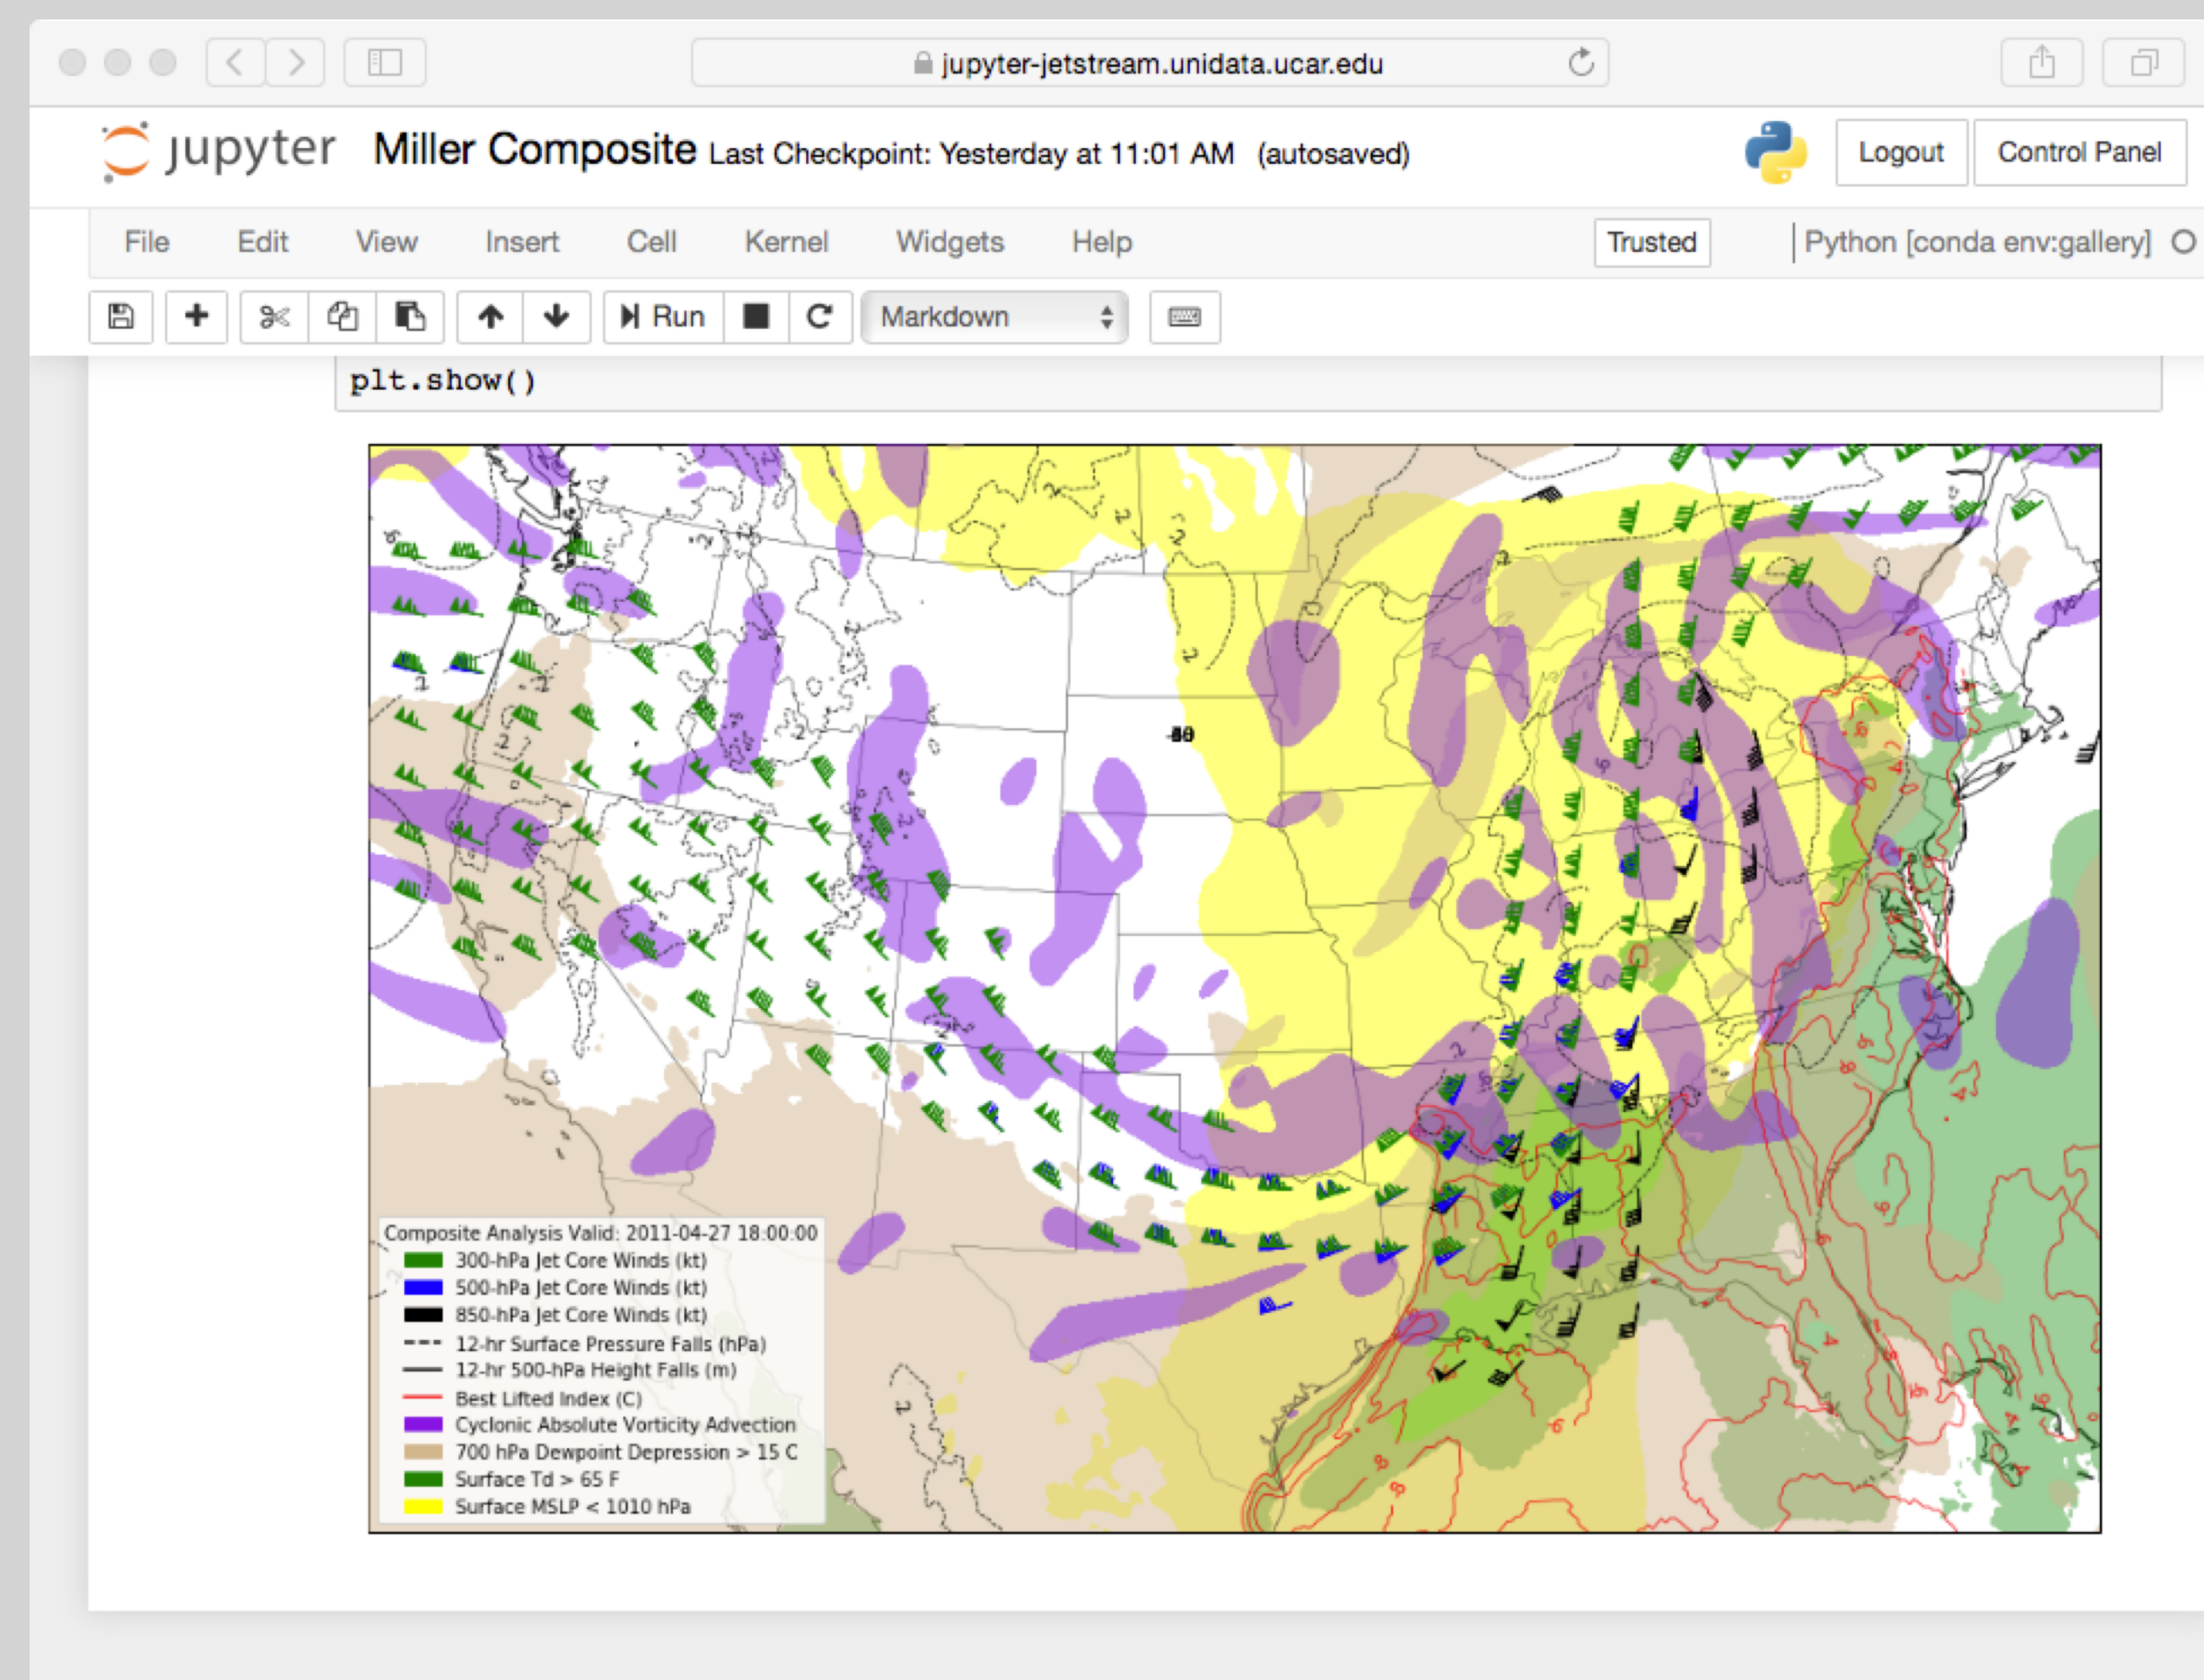 jupyter-jetstream.unidata.ucar.edu
jupyter Miller Composite Last Checkpoint: Yesterday at 11:01 AM (autosaved) Logout Control Panel
File Edit View Insert Cell Kernel Widgets Help Trusted Python [conda env:gallery]
Run Markdown
plt.show()
Composite Analysis Valid: 2011-04-27 18:00:00
300-hPa Jet Core Winds (kt)
500-hPa Jet Core Winds (kt)
850-hPa Jet Core Winds (kt)
12-hr Surface Pressure Falls (hPa)
12-hr 500-hPa Height Falls (m)
Best Lifted Index (C)
Cyclonic Absolute Vorticity Advection
700 hPa Dewpoint Depression > 15 C
Surface Td > 65 F
Surface MSLP < 1010 hPa